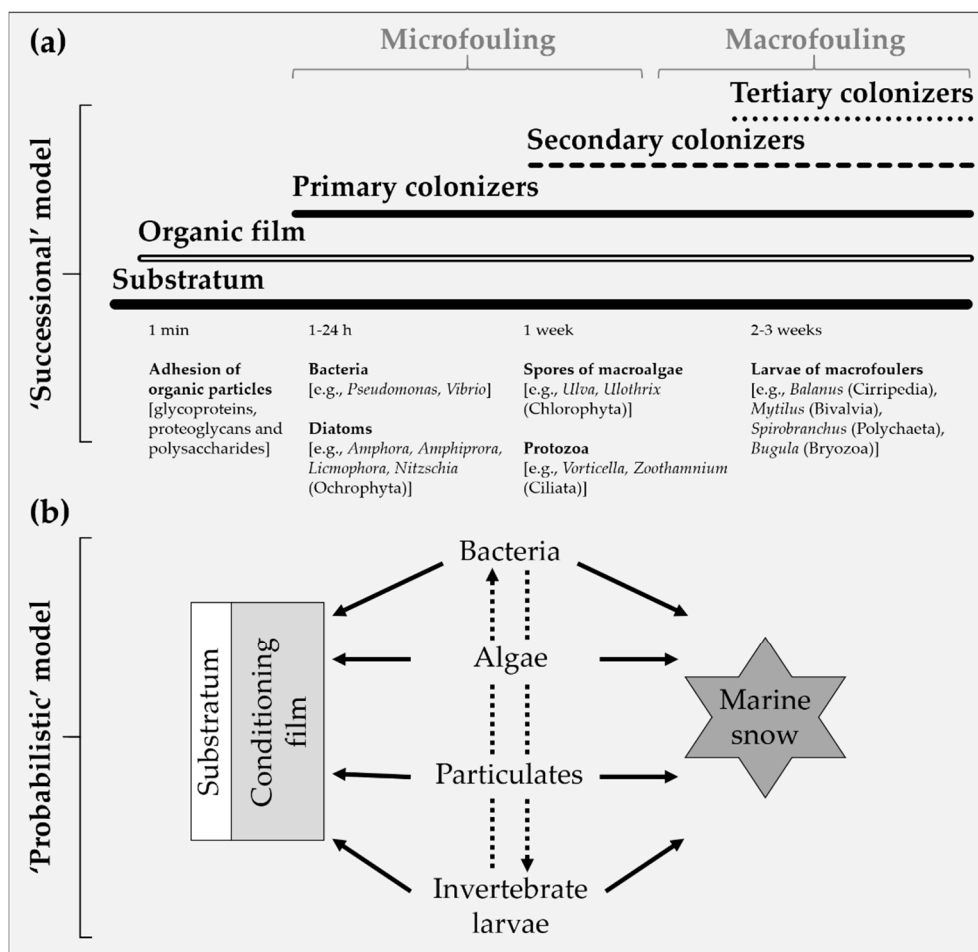 (a)
Microfouling
Macrofouling
'Successional' model
Tertiary colonizers
Secondary colonizers
Primary colonizers
Organic film
Substratum
1 min
Adhesion of
organic particles
[glycoproteins,
proteoglycans and
polysaccharides]
1-24 h
Bacteria
[e.g., Pseudomonas, Vibrio]
Diatoms
[e.g., Amphora, Amphiprora,
Licmophora, Nitzschia
(Ochrophyta)]
1 week
Spores of macroalgae
[e.g., Ulva, Ulothrix
(Chlorophyta)]
Protozoa
[e.g., Vorticella, Zoothamnium
(Ciliata)]
2-3 weeks
Larvae of macrofoulers
[e.g., Balanus (Cirripedia),
Mytilus (Bivalvia),
Spirobranchus (Polychaeta),
Bugula (Bryozoa)]
(b)
'Probabilistic' model
Substratum
Conditioning
film
Bacteria
Algae
Particulates
Invertebrate
larvae
Marine
snow